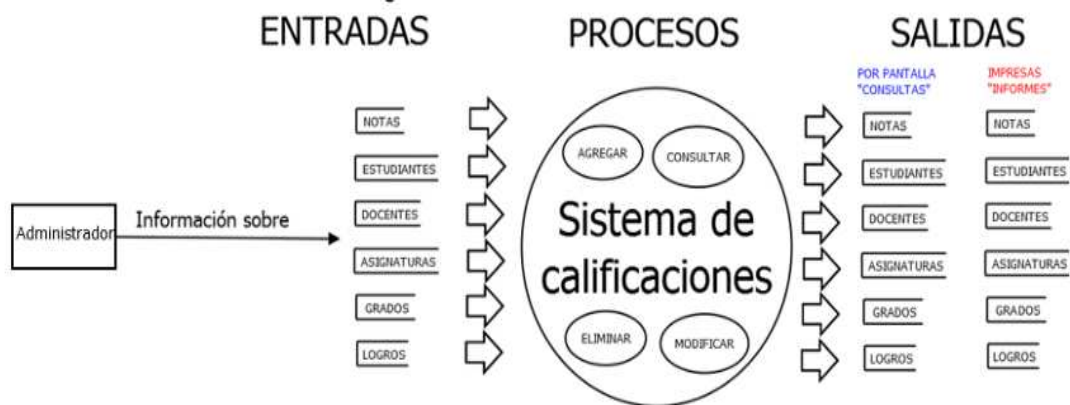 ENTRADAS
PROCESOS
SALIDAS
POR PANTALLA
"CONSULTAS"
IMPRESAS
"INFORMES"
Administrador
Información sobre
NOTAS
ESTUDIANTES
DOCENTES
ASIGNATURAS
GRADOS
LOGROS
AGREGAR
CONSULTAR
Sistema de
calificaciones
ELIMINAR
MODIFICAR
NOTAS
ESTUDIANTES
DOCENTES
ASIGNATURAS
GRADOS
LOGROS
NOTAS
ESTUDIANTES
DOCENTES
ASIGNATURAS
GRADOS
LOGROS